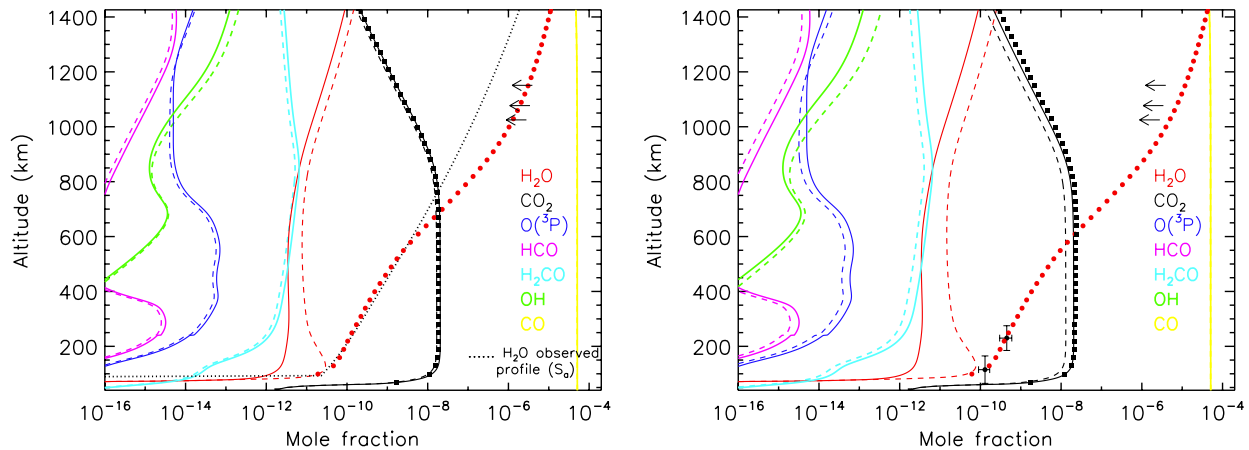 1400
1200
1000
800
600
400
200
Altitude (km)
H₂O
CO₂
O(³P)
HCO
H₂CO
OH
CO
H₂O observed
profile (Sₐ)
10⁻¹⁶ 10⁻¹⁴ 10⁻¹² 10⁻¹⁰ 10⁻⁸ 10⁻⁶ 10⁻⁴
Mole fraction
1400
1200
1000
800
600
400
200
Altitude (km)
H₂O
CO₂
O(³P)
HCO
H₂CO
OH
CO
10⁻¹⁶ 10⁻¹⁴ 10⁻¹² 10⁻¹⁰ 10⁻⁸ 10⁻⁶ 10⁻⁴
Mole fraction